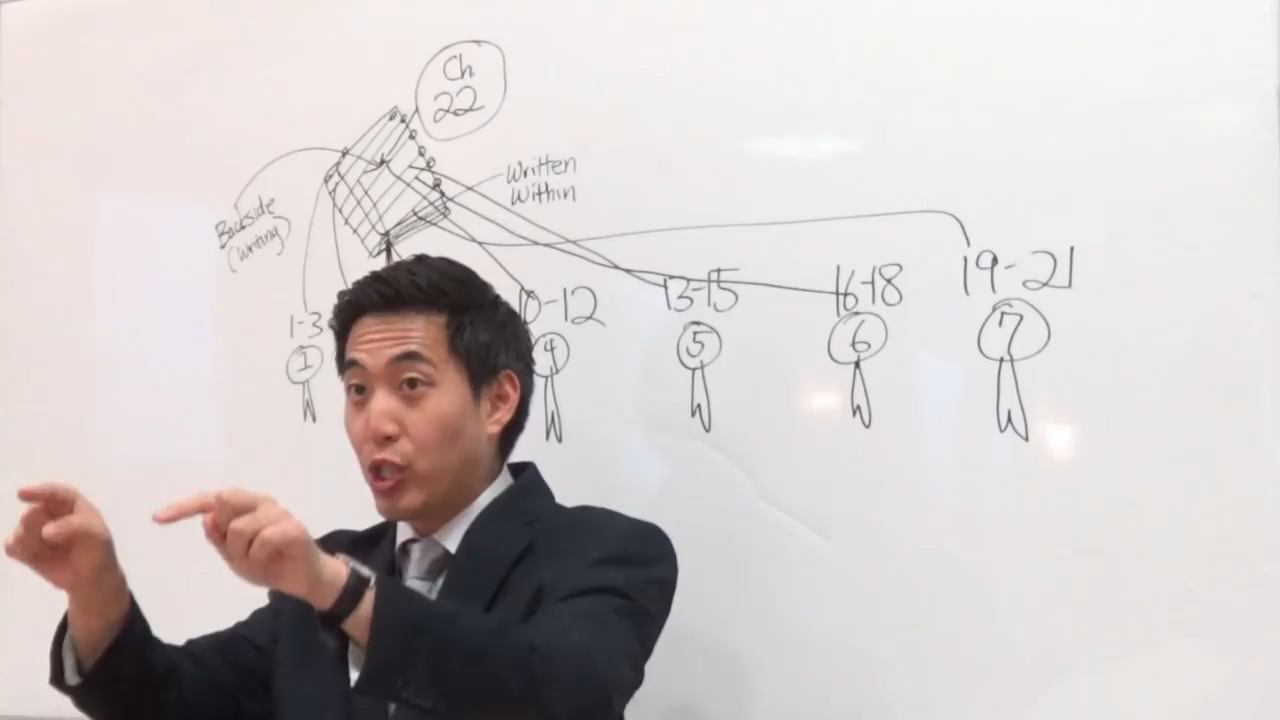 Ch
22
Written
Within
Backside
(Writing)
1-3
10-12
13-15
16-18
19-21
1
4
5
6
7